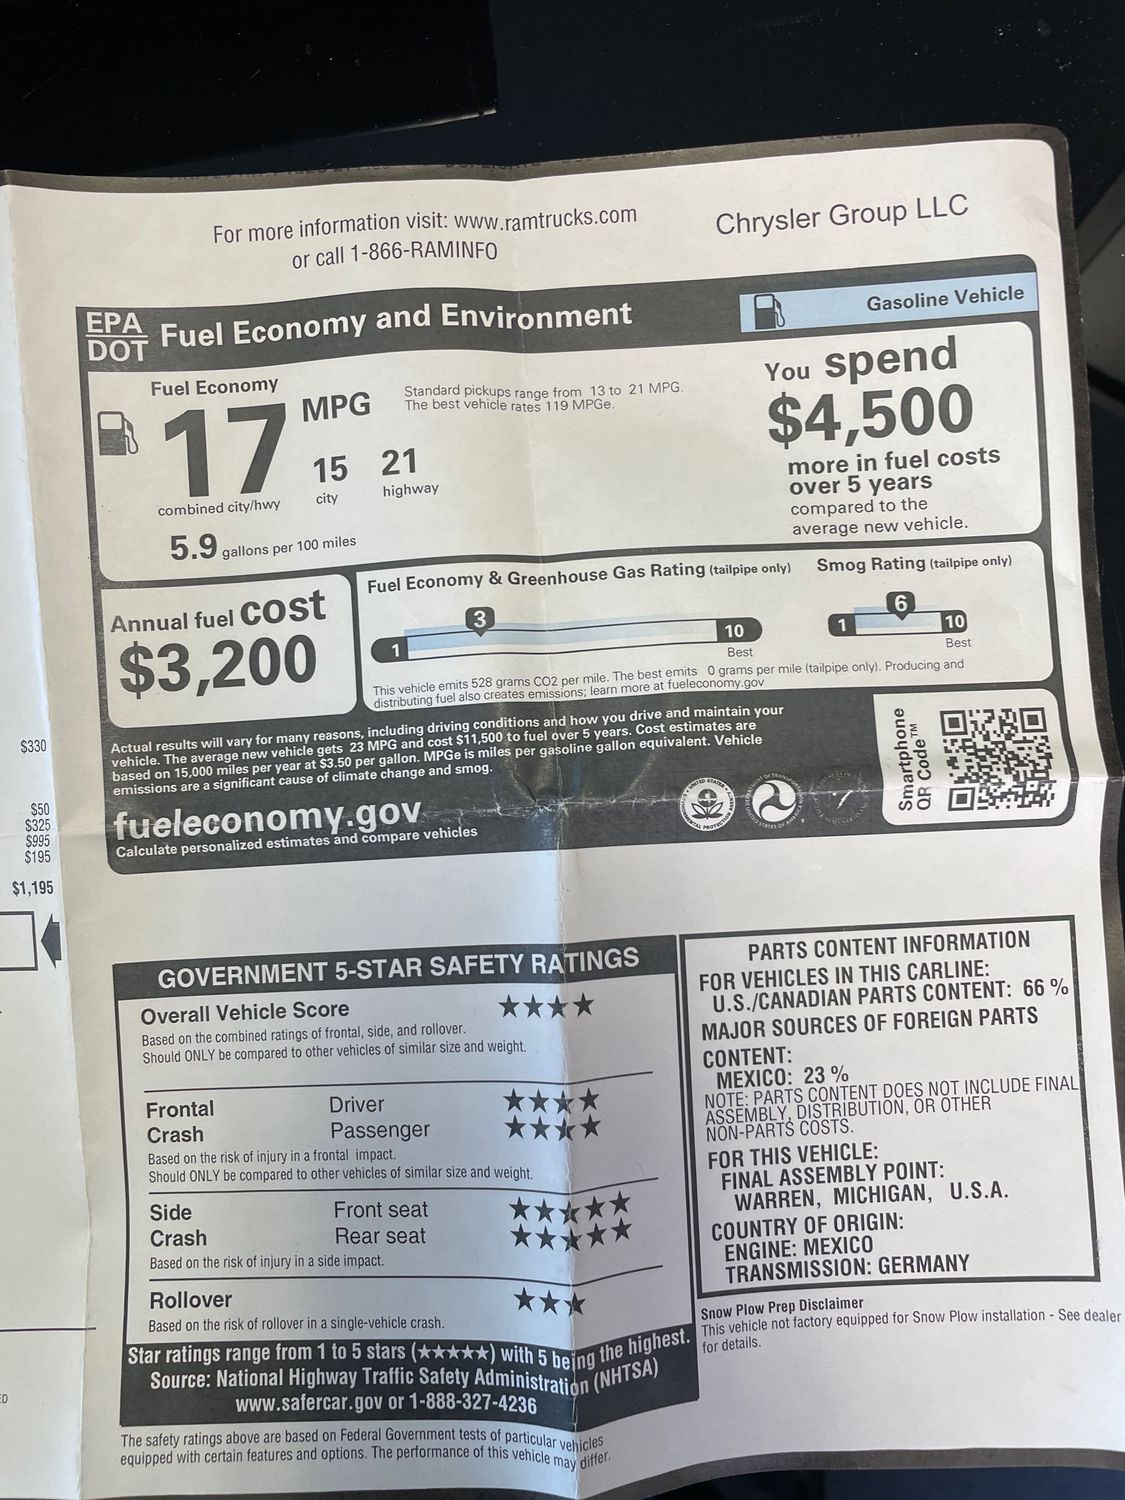 For more information visit: www.ramtrucks.com
or call 1-866-RAMINFO
Chrysler Group LLC
EPA
DOT
Fuel Economy and Environment
Gasoline Vehicle
Fuel Economy
17
MPG
combined city/hwy
15
city
21
highway
5.9 gallons per 100 miles
Standard pickups range from 13 to 21 MPG.
The best vehicle rates 119 MPGe.
You spend
$4,500
more in fuel costs
over 5 years
compared to the
average new vehicle.
Annual fuel cost
$3,200
Fuel Economy & Greenhouse Gas Rating (tailpipe only)
3
1
10
Best
Smog Rating (tailpipe only)
6
1
10
Best
This vehicle emits 528 grams CO2 per mile. The best emits 0 grams per mile (tailpipe only). Producing and
distributing fuel also creates emissions; learn more at fueleconomy.gov
Actual results will vary for many reasons, including driving conditions and how you drive and maintain your
vehicle. The average new vehicle gets 23 MPG and cost $11,500 to fuel over 5 years. Cost estimates are
based on 15,000 miles per year at $3.50 per gallon. MPGe is miles per gasoline gallon equivalent. Vehicle
emissions are a significant cause of climate change and smog.
fueleconomy.gov
Calculate personalized estimates and compare vehicles
Smartphone
QR Code™
$330
$50
$325
$995
$195
$1,195
GOVERNMENT 5-STAR SAFETY RATINGS
Overall Vehicle Score ★★★★
Based on the combined ratings of frontal, side, and rollover.
Should ONLY be compared to other vehicles of similar size and weight.
Frontal Driver ★★★★
Crash Passenger ★★★★
Based on the risk of injury in a frontal impact.
Should ONLY be compared to other vehicles of similar size and weight.
Side Front seat ★★★★★
Crash Rear seat ★★★★★
Based on the risk of injury in a side impact.
Rollover ★★★
Based on the risk of rollover in a single-vehicle crash.
Star ratings range from 1 to 5 stars (★★★★★) with 5 being the highest.
Source: National Highway Traffic Safety Administration (NHTSA)
www.safercar.gov or 1-888-327-4236
The safety ratings above are based on Federal Government tests of particular vehicles
equipped with certain features and options. The performance of this vehicle may differ.
PARTS CONTENT INFORMATION
FOR VEHICLES IN THIS CARLINE:
U.S./CANADIAN PARTS CONTENT: 66 %
MAJOR SOURCES OF FOREIGN PARTS
CONTENT:
MEXICO: 23 %
NOTE: PARTS CONTENT DOES NOT INCLUDE FINAL
ASSEMBLY, DISTRIBUTION, OR OTHER
NON-PARTS COSTS.
FOR THIS VEHICLE:
FINAL ASSEMBLY POINT:
WARREN, MICHIGAN, U.S.A.
COUNTRY OF ORIGIN:
ENGINE: MEXICO
TRANSMISSION: GERMANY
Snow Plow Prep Disclaimer
This vehicle not factory equipped for Snow Plow installation - See dealer
for details.